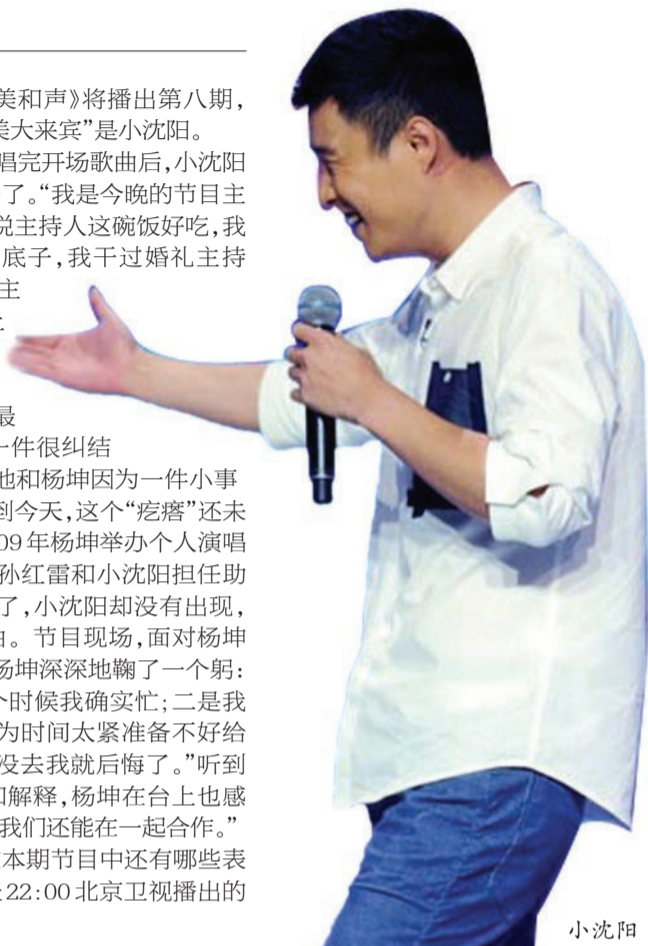 美和声》将播出第八期，
美大来宾”是小沈阳。
唱完开场歌曲后，小沈阳
了。“我是今晚的节目主
说主持人这碗饭好吃，我
底子，我干过婚礼主持
主
最
一件很纠结
他和杨坤因为一件小事
到今天，这个“疙瘩”还未
09年杨坤举办个人演唱
孙红雷和小沈阳担任助
了，小沈阳却没有出现，
。节目现场，面对杨坤
杨坤深深地鞠了一个躬：
个时候我确实忙；二是我
为时间太紧准备不好给
没去我就后悔了。”听到
和解释，杨坤在台上也感
我们还能在一起合作。”
本期节目中还有哪些表
22:00北京卫视播出的
小沈阳